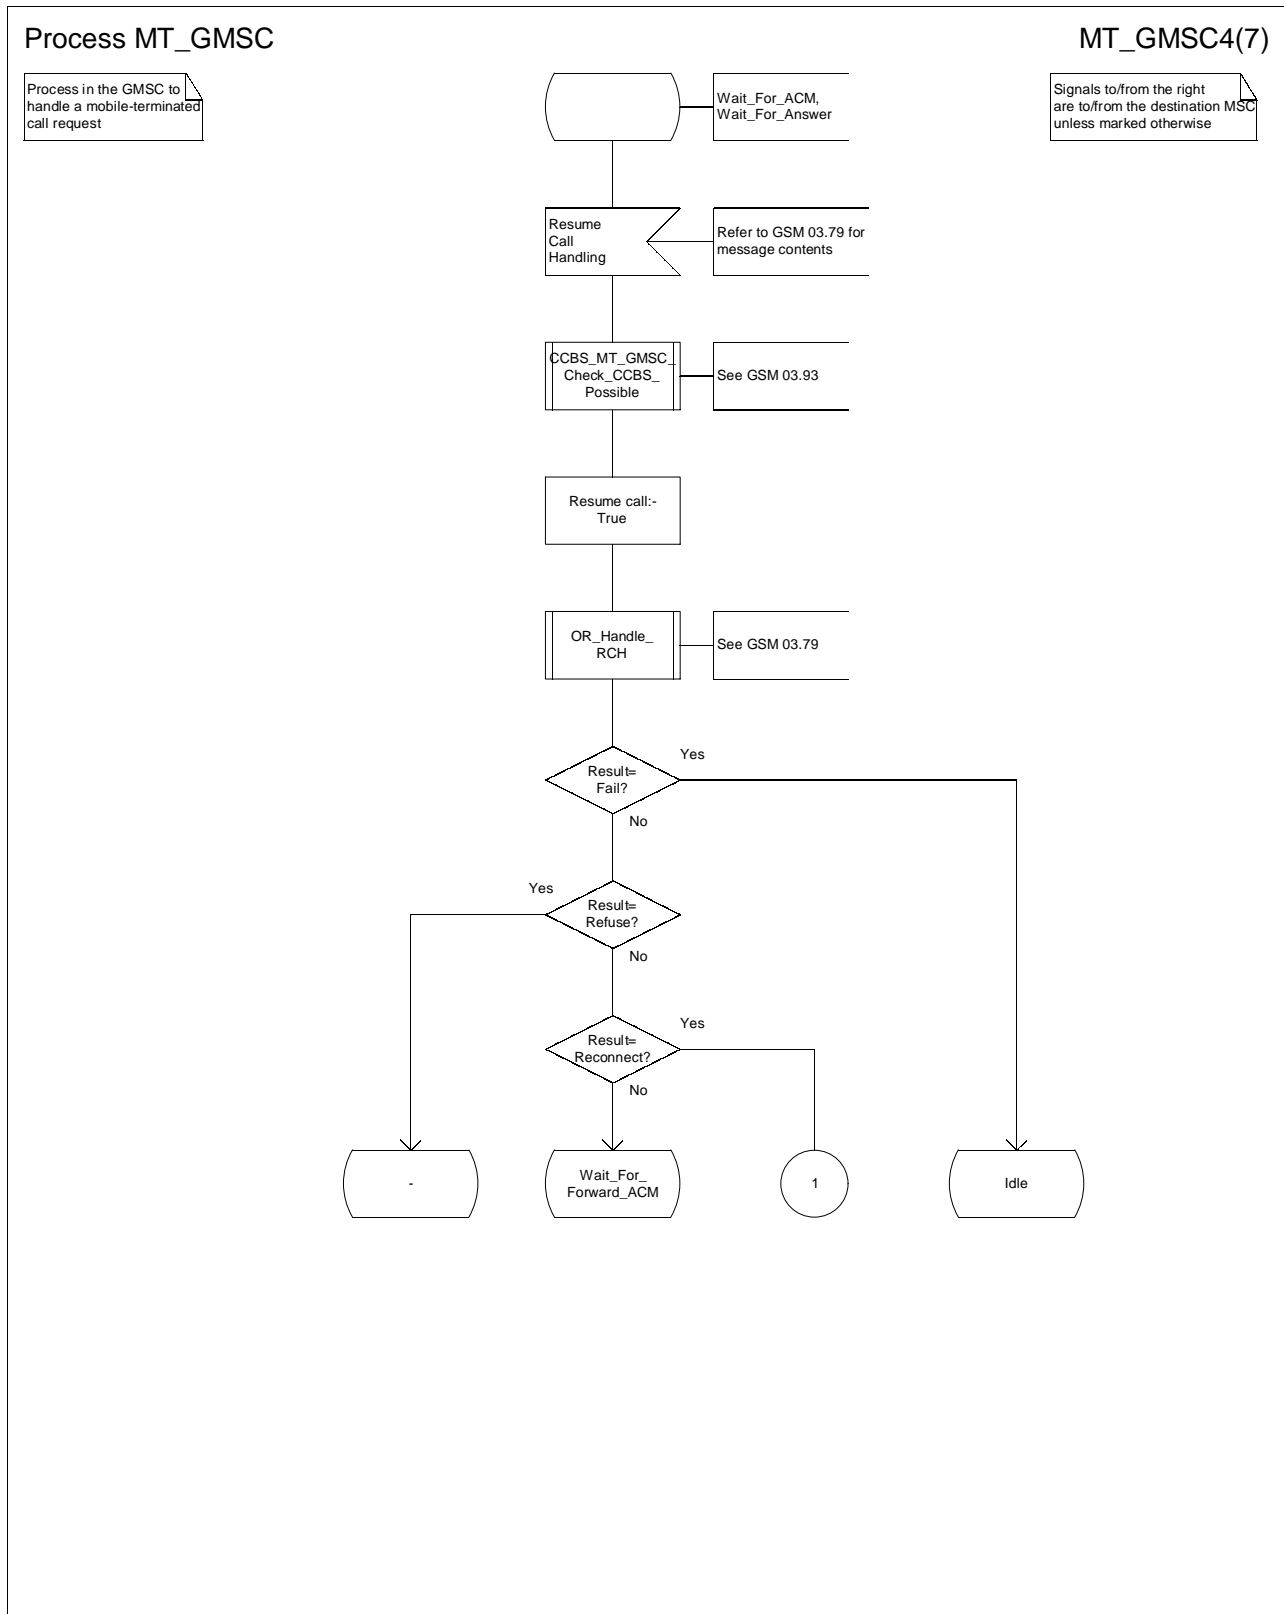 Process MT_GMSC
MT_GMSC4(7)
Process in the GMSC to
handle a mobile-terminated
call request
Wait_For_ACM,
Wait_For_Answer
Signals to/from the right
are to/from the destination MSC
unless marked otherwise
Resume
Call
Handling
Refer to GSM 03.79 for
message contents
CCBS_MT_GMSC_
Check_CCBS_
Possible
See GSM 03.93
Resume call:-
True
OR_Handle_
RCH
See GSM 03.79
Result=
Fail?
Yes
No
Result=
Refuse?
Yes
No
Result=
Reconnect?
Yes
No
-
Wait_For_
Forward_ACM
1
Idle